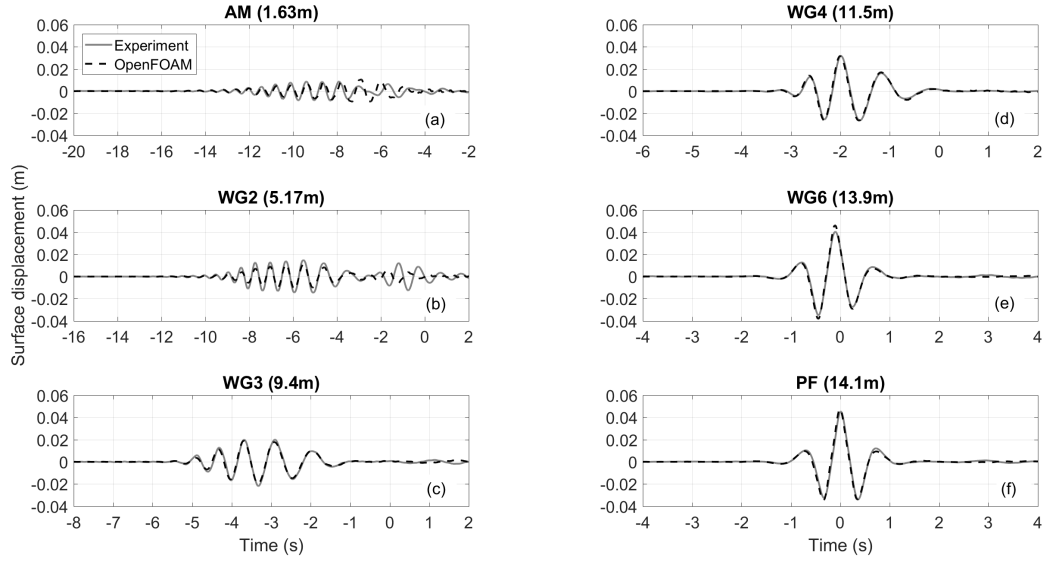 AM (1.63m)
0.06
0.04
0.02
0
-0.02
-0.04
Experiment
OpenFOAM
(a)
-20 -18 -16 -14 -12 -10 -8 -6 -4 -2
WG2 (5.17m)
0.06
0.04
0.02
0
-0.02
-0.04
(b)
-16 -14 -12 -10 -8 -6 -4 -2 0 2
Surface displacement (m)
WG3 (9.4m)
0.06
0.04
0.02
0
-0.02
-0.04
(c)
-8 -7 -6 -5 -4 -3 -2 -1 0 1 2
Time (s)
WG4 (11.5m)
0.06
0.04
0.02
0
-0.02
-0.04
(d)
-6 -5 -4 -3 -2 -1 0 1 2
WG6 (13.9m)
0.06
0.04
0.02
0
-0.02
-0.04
(e)
-4 -3 -2 -1 0 1 2 3 4
PF (14.1m)
0.06
0.04
0.02
0
-0.02
-0.04
(f)
-4 -3 -2 -1 0 1 2 3 4
Time (s)